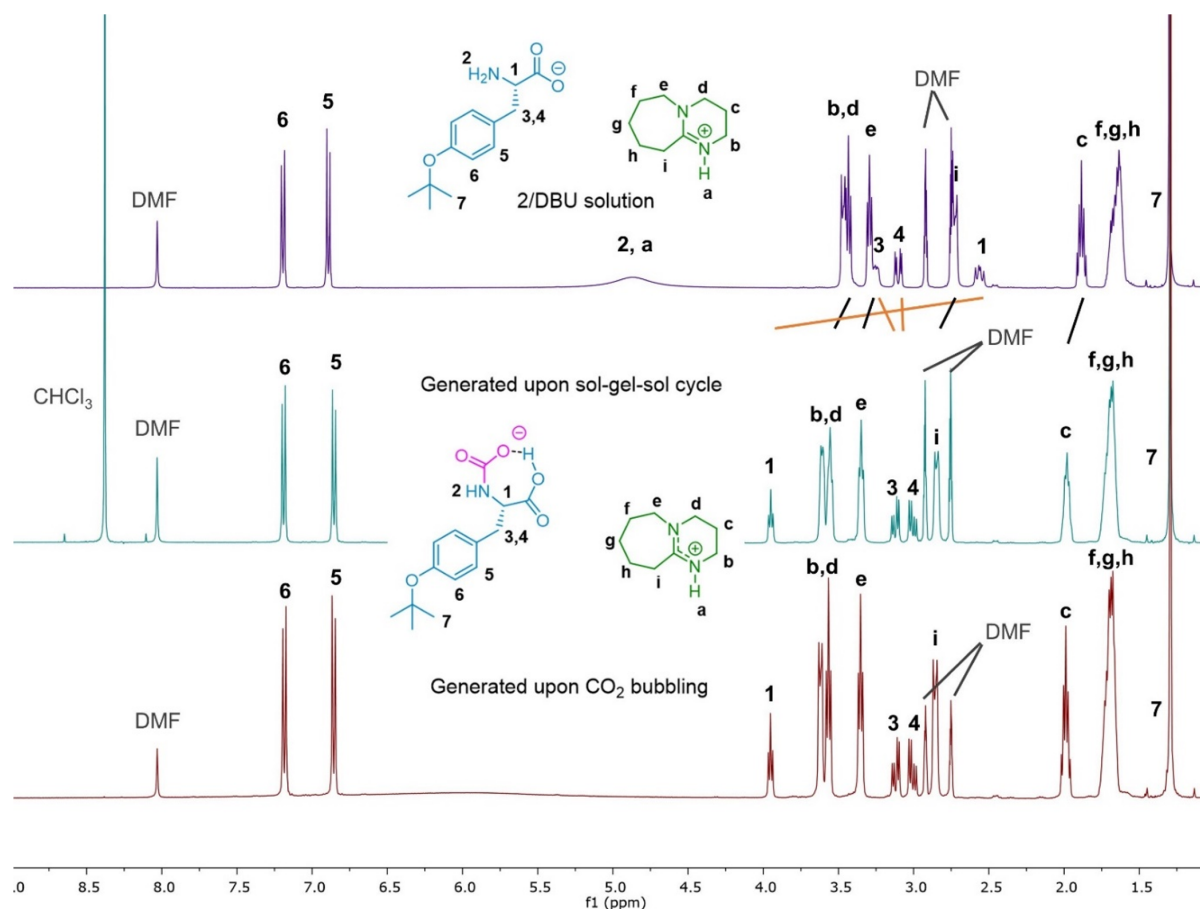 2
1
O
⊖
H₂N
O
3,4
5
6
O
7
2/DBU solution
e
d
f
N
c
g
⊕
N
b
h
i
H
a
DMF
6
5
2, a
b,d
e
3
4
DMF
i
1
c
f,g,h
7
CHCl₃
DMF
6
5
Generated upon sol-gel-sol cycle
O
O
⊖
H
O
2
HN
1
O
3,4
5
6
O
7
e
d
f
N
c
g
⊕
N
b
h
i
H
a
1
b,d
e
3
4
i
DMF
c
f,g,h
7
DMF
6
5
Generated upon CO₂ bubbling
1
b,d
e
3
4
i
DMF
c
f,g,h
7
.0 8.5 8.0 7.5 7.0 6.5 6.0 5.5 5.0 4.5 4.0 3.5 3.0 2.5 2.0 1.5
f1 (ppm)